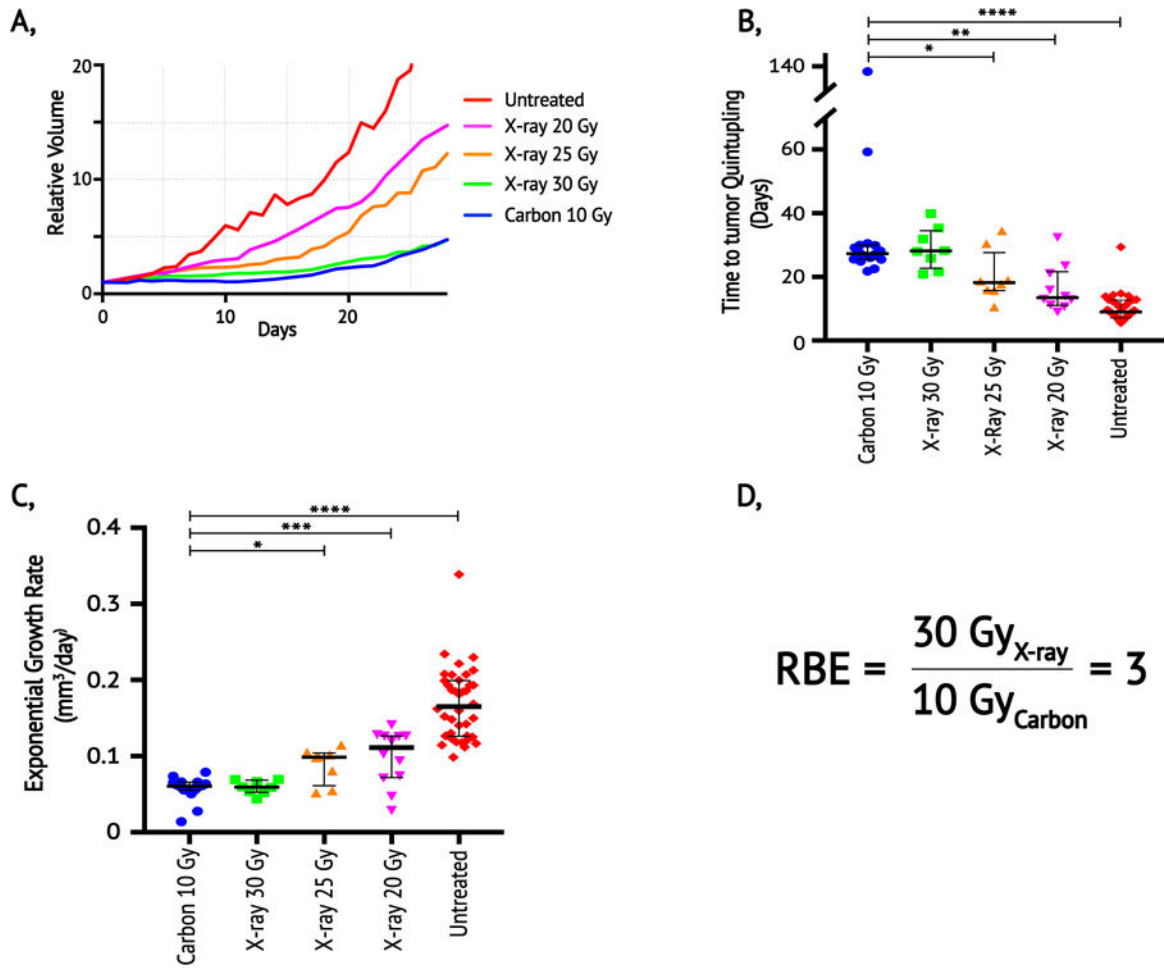 A,
20
10
0
Relative Volume
0
10
20
Days
Untreated
X-ray 20 Gy
X-ray 25 Gy
X-ray 30 Gy
Carbon 10 Gy
B,
****
**
*
140
60
40
20
0
Time to tumor Quintupling
(Days)
Carbon 10 Gy
X-ray 30 Gy
X-Ray 25 Gy
X-ray 20 Gy
Untreated
C,
****
***
*
0.4
0.3
0.2
0.1
0
Exponential Growth Rate
(mm³/day)
Carbon 10 Gy
X-ray 30 Gy
X-ray 25 Gy
X-ray 20 Gy
Untreated
D,
RBE = 30 Gy X-ray / 10 Gy Carbon = 3